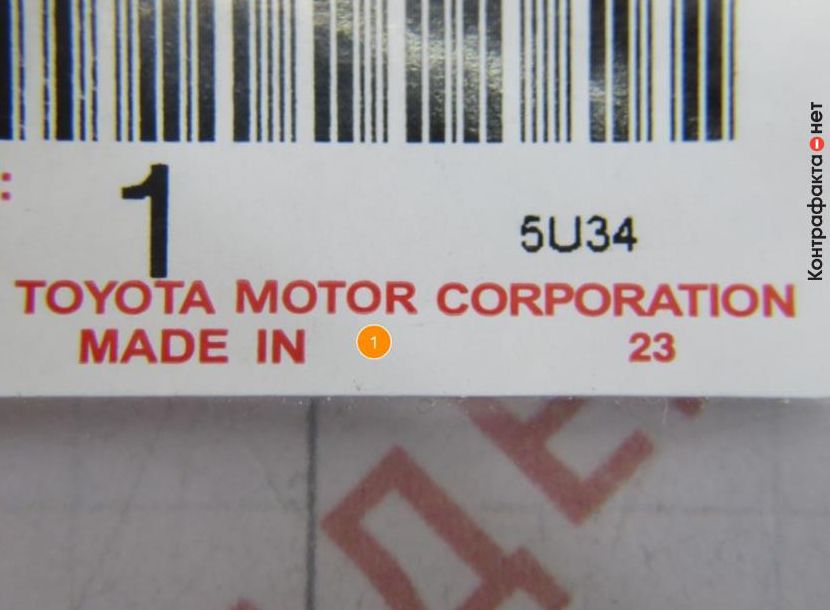 :
1
5U34
TOYOTA MOTOR CORPORATION
MADE IN 1 23
Контрафакта нет